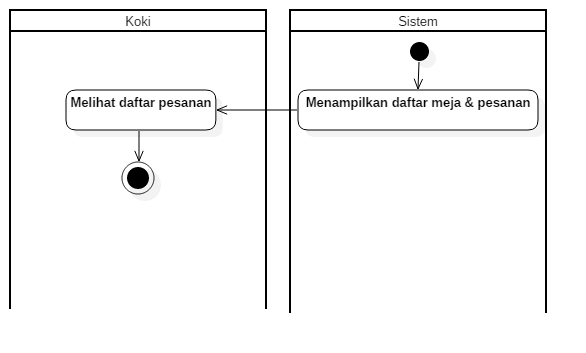 Koki
Sistem
Melihat daftar pesanan
Menampilkan daftar meja & pesanan